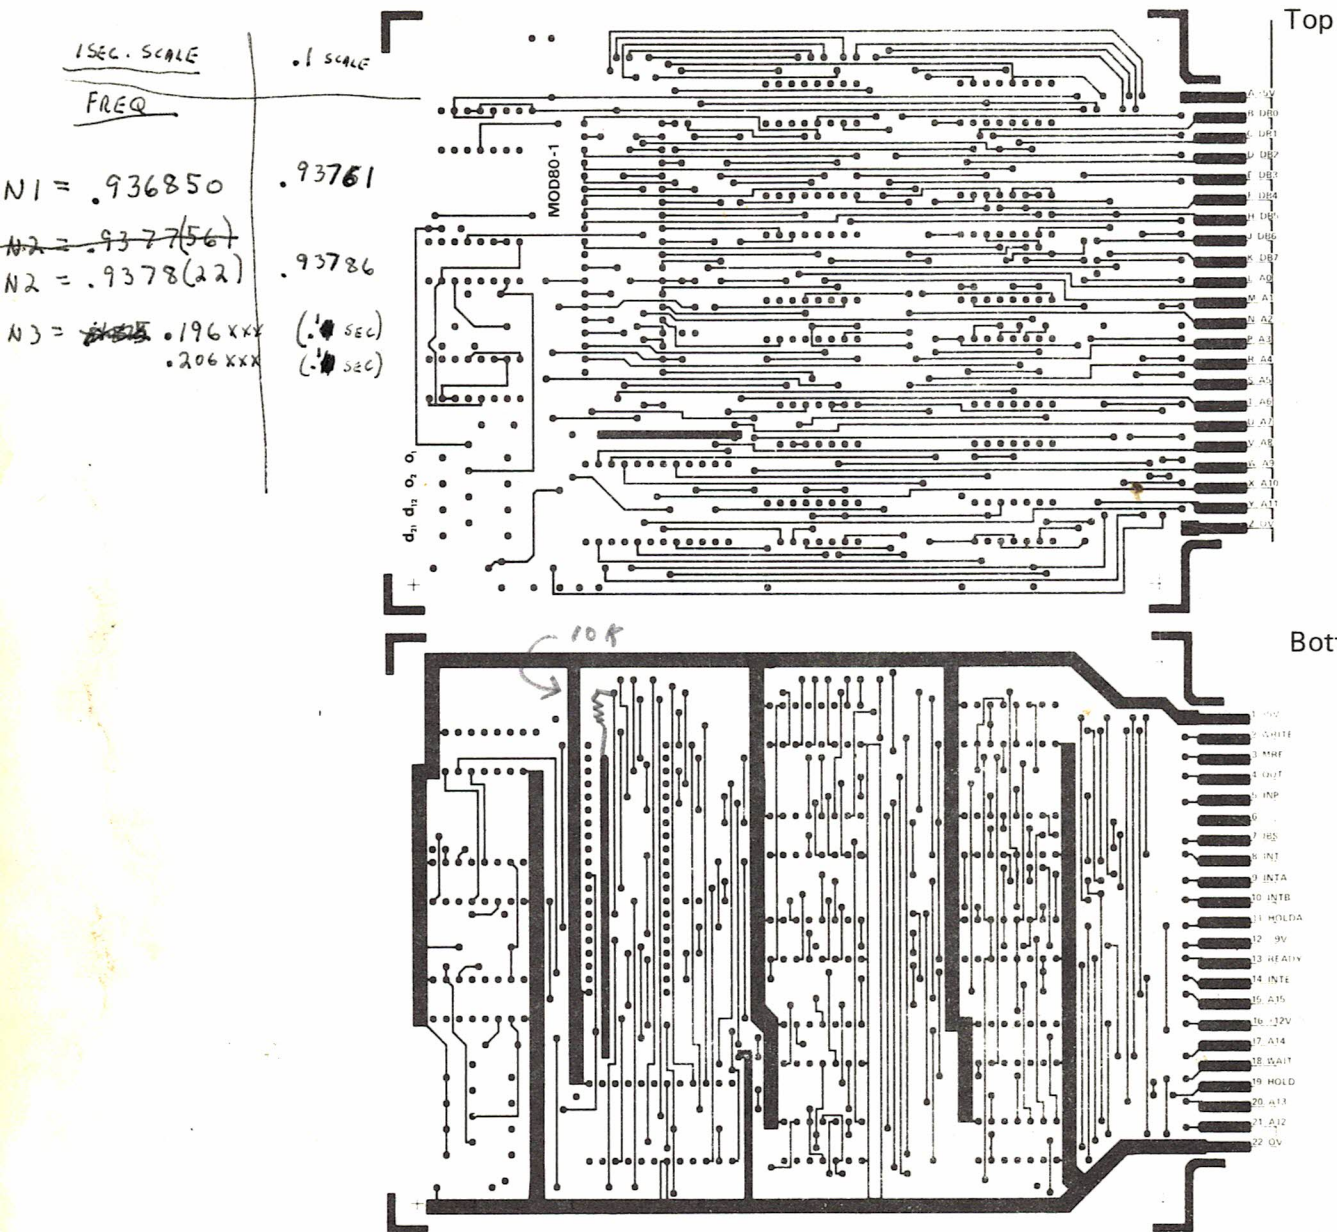 Top
1 SEC. SCALE .1 SCALE
FREQ
N1 = .936850 .93761
N2 = .9377(56)
N2 = .9378(22) .93786
N3 = .196 xxx (.1 SEC)
.206 xxx (.1 SEC)
MOD80-1
d21 d12 o2 o1
A +5V
B DB0
C DB1
D DB2
E DB3
F DB4
H DB5
J DB6
K DB7
L A0
M A1
N A2
P A3
R A4
S A5
T A6
U A7
V A8
W A9
X A10
Y A11
Z 0V
Bott
10K
1 +5V
2 WRITE
3 MRE
4 OUT
5 INP
6
7 IBS
8 INT
9 INTA
10 INTB
11 HOLDA
12 -9V
13 READY
14 INTE
15 A15
16 -12V
17 A14
18 WAIT
19 HOLD
20 A13
21 A12
22 0V